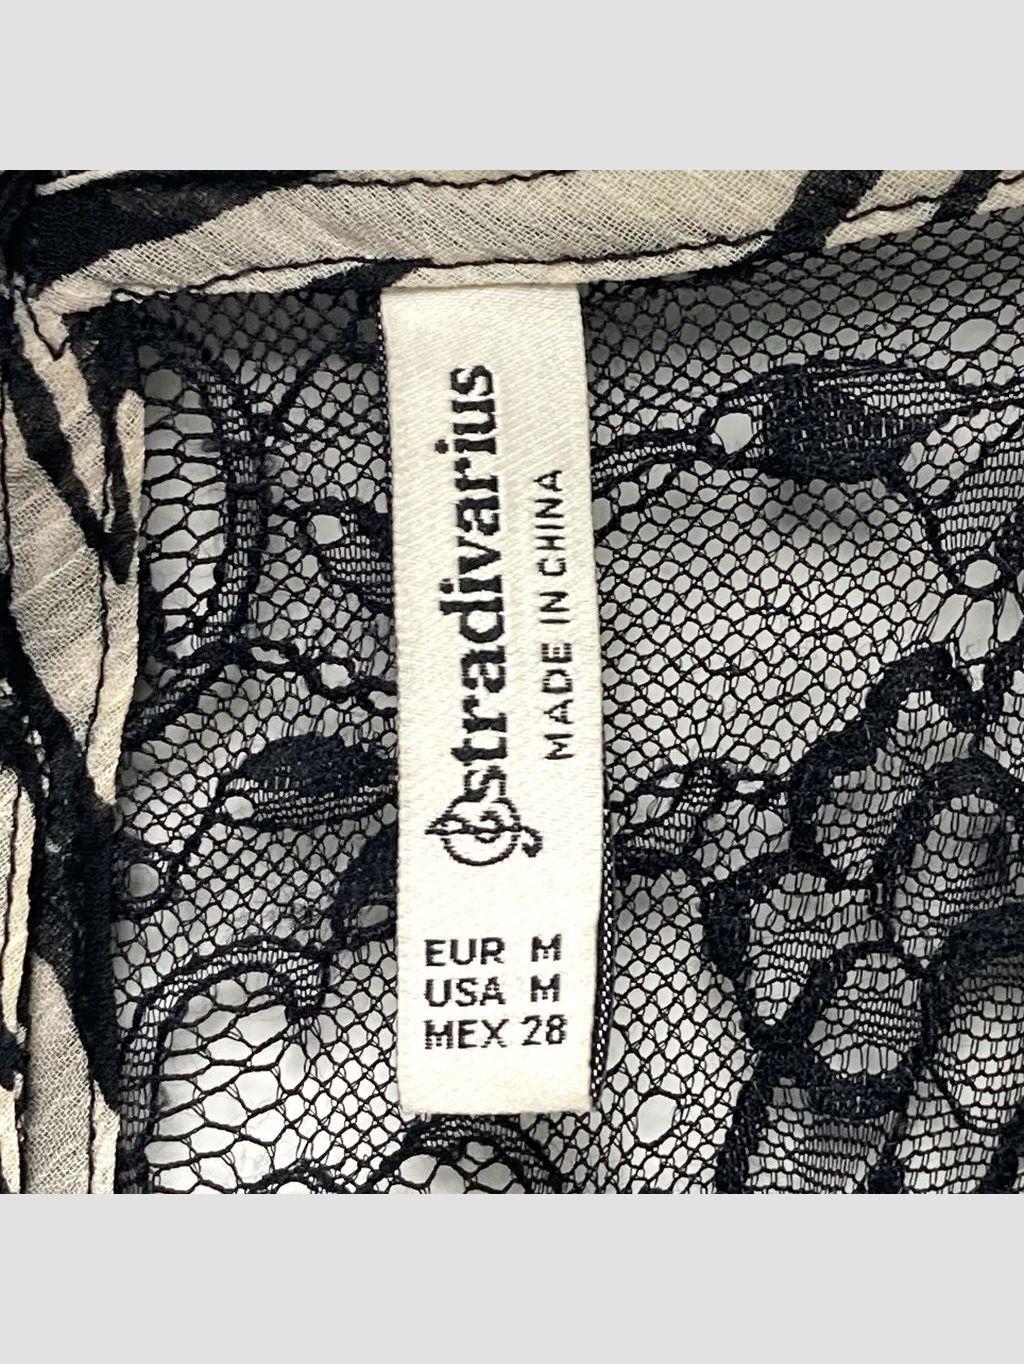 stradivarius
MADE IN CHINA
EUR M
USA M
MEX 28